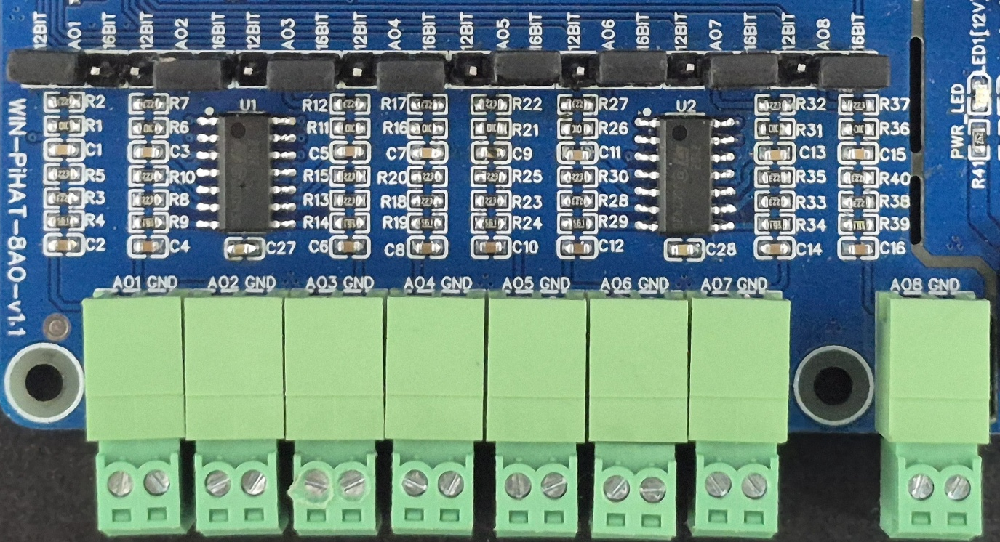 12BIT AO1 16BIT 12BIT AO2 16BIT 12BIT AO3 16BIT 12BIT AO4 16BIT 12BIT AO5 16BIT 12BIT AO6 16BIT 12BIT AO7 16BIT 12BIT AO8 16BIT
LED1[12V]
PWR_LED
R41
WIN-PiHAT-8AO-v1.1
R2 R7 U1 R12 R17 R22 R27 U2 R32 R37
R1 R6 R11 R16 R21 R26 R31 R36
C1 C3 C5 C7 C9 C11 C13 C15
R5 R10 R15 R20 R25 R30 R35 R40
R3 R8 R13 R18 R23 R28 R33 R38
R4 R9 R14 R19 R24 R29 R34 R39
C2 C4 C27 C6 C8 C10 C12 C28 C14 C16
AO1 GND AO2 GND AO3 GND AO4 GND AO5 GND AO6 GND AO7 GND AO8 GND